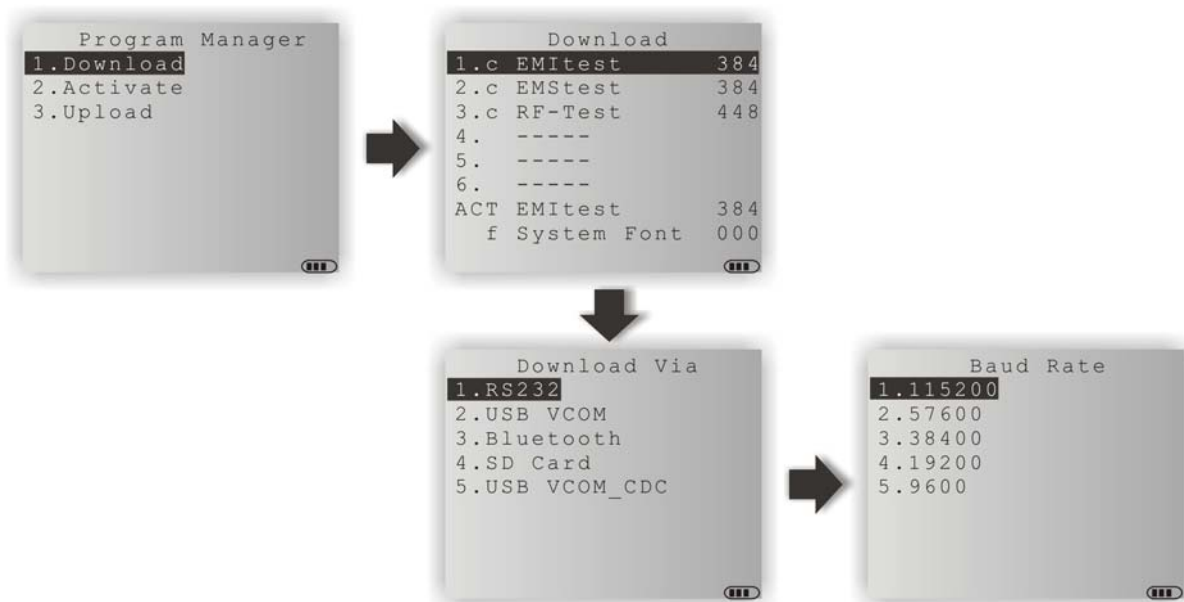 Program Manager
1.Download
2.Activate
3.Upload
Download
1.c EMItest 384
2.c EMStest 384
3.c RF-Test 448
4. -----
5. -----
6. -----
ACT EMItest 384
f System Font 000
Download Via
1.RS232
2.USB VCOM
3.Bluetooth
4.SD Card
5.USB VCOM_CDC
Baud Rate
1.115200
2.57600
3.38400
4.19200
5.9600